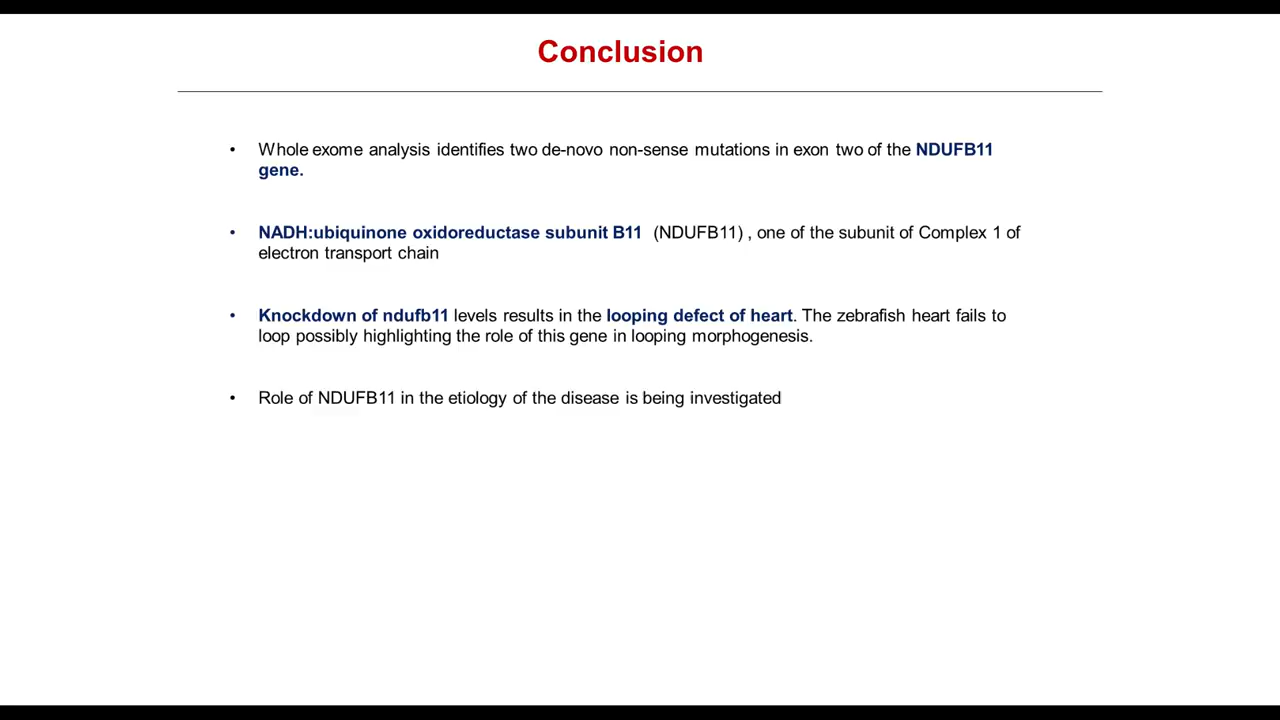 Conclusion
• Whole exome analysis identifies two de-novo non-sense mutations in exon two of the NDUFB11
gene.
• NADH:ubiquinone oxidoreductase subunit B11 (NDUFB11) , one of the subunit of Complex 1 of
electron transport chain
• Knockdown of ndufb11 levels results in the looping defect of heart. The zebrafish heart fails to
loop possibly highlighting the role of this gene in looping morphogenesis.
• Role of NDUFB11 in the etiology of the disease is being investigated